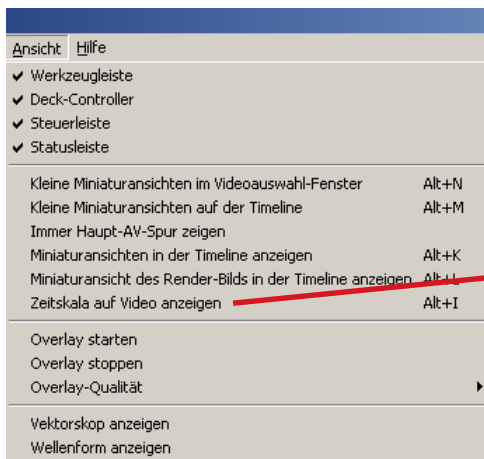 Ansicht Hilfe
Werkzeugleiste
Deck-Controller
Steuerleiste
Statusleiste
Kleine Miniaturansichten im Videoauswahl-Fenster Alt+N
Kleine Miniaturansichten auf der Timeline Alt+M
Immer Haupt-AV-Spur zeigen
Miniaturansichten in der Timeline anzeigen Alt+K
Miniaturansicht des Render-Bilds in der Timeline anzeigen Alt+L
Zeitskala auf Video anzeigen Alt+I
Overlay starten
Overlay stoppen
Overlay-Qualität
Vektorskop anzeigen
Wellenform anzeigen